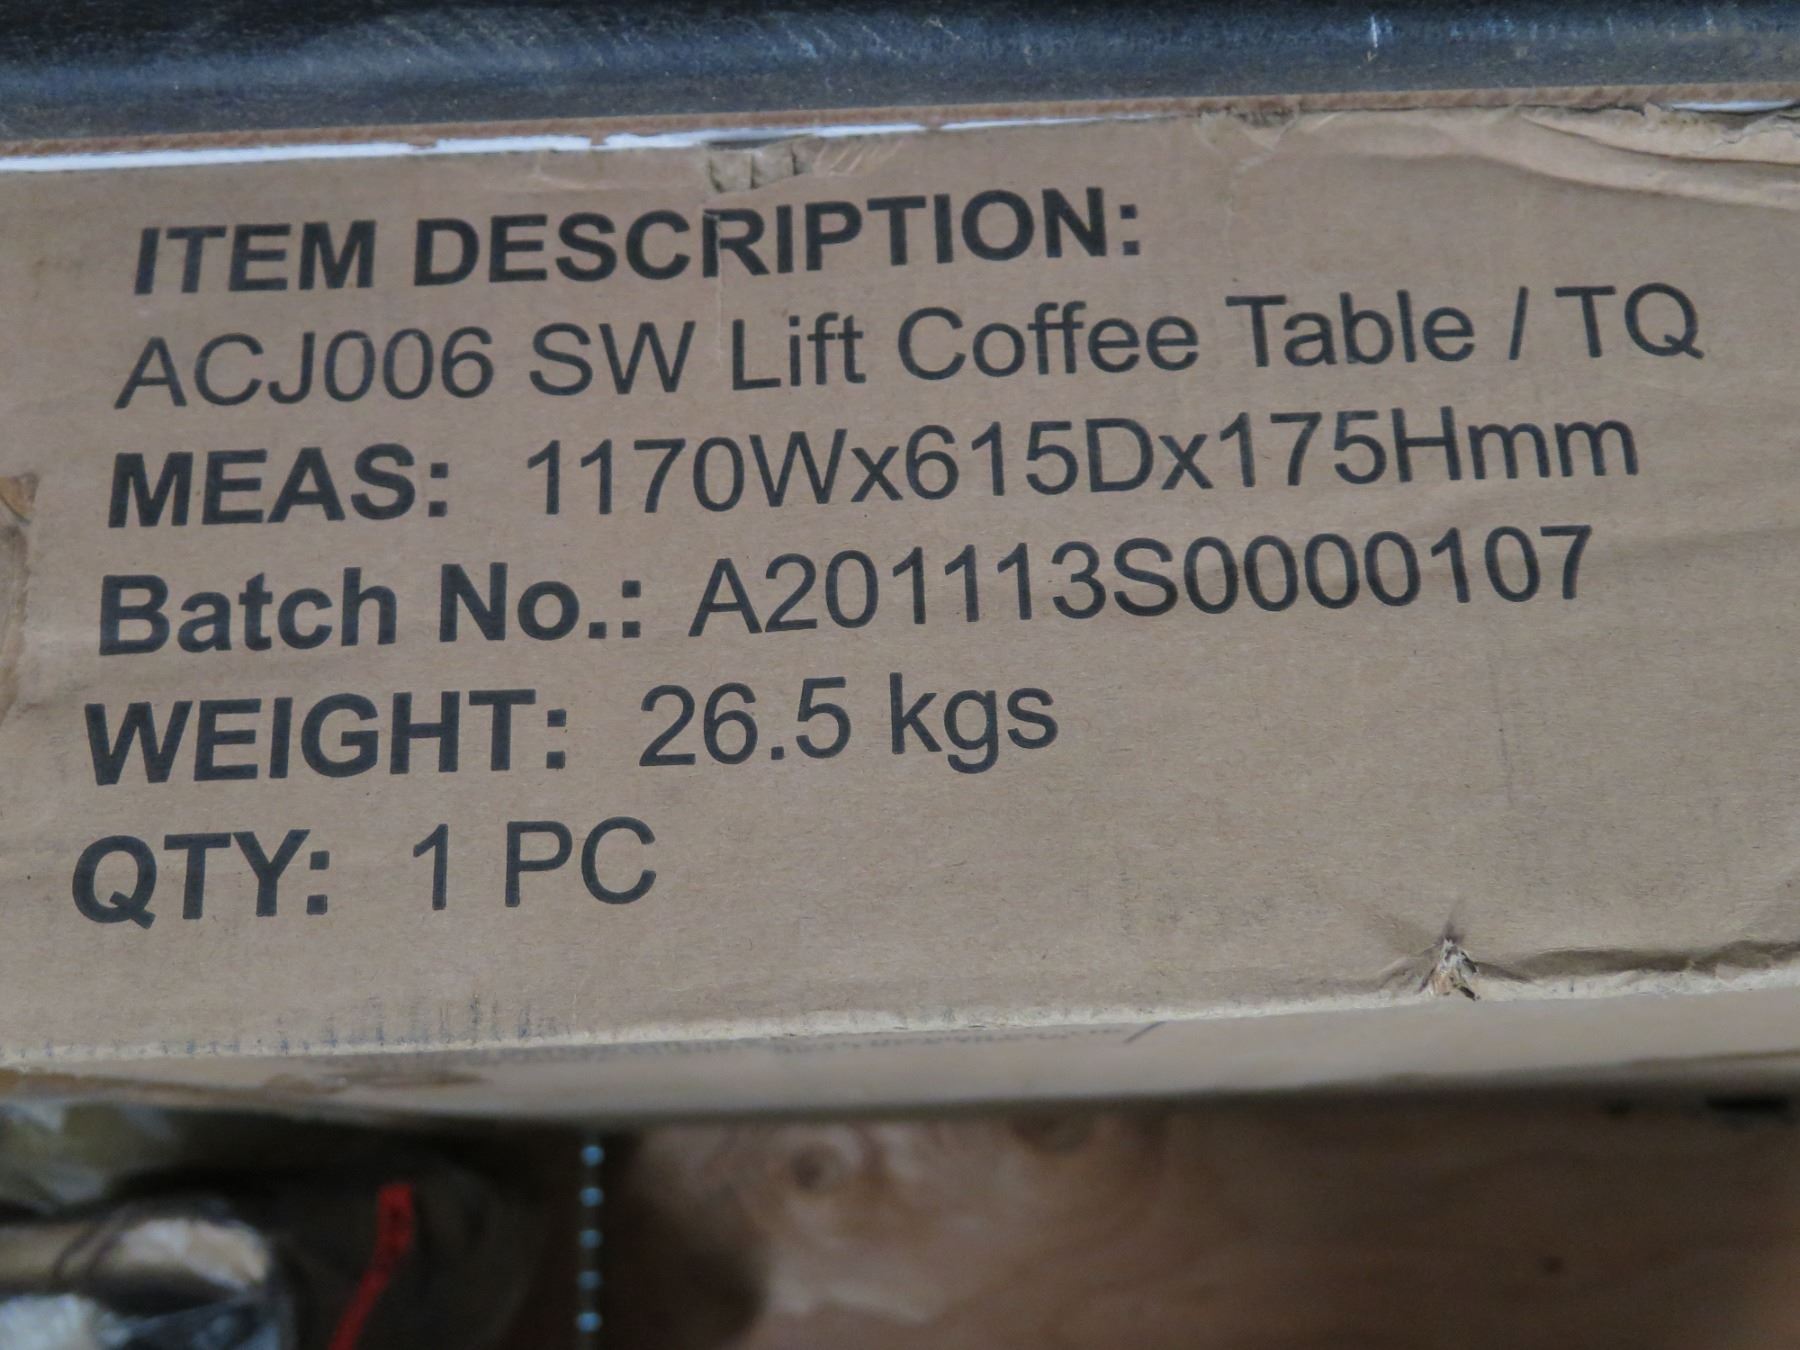 ITEM DESCRIPTION:
ACJ006 SW Lift Coffee Table / TQ
MEAS: 1170Wx615Dx175Hmm
Batch No.: A201113S0000107
WEIGHT: 26.5 kgs
QTY: 1 PC